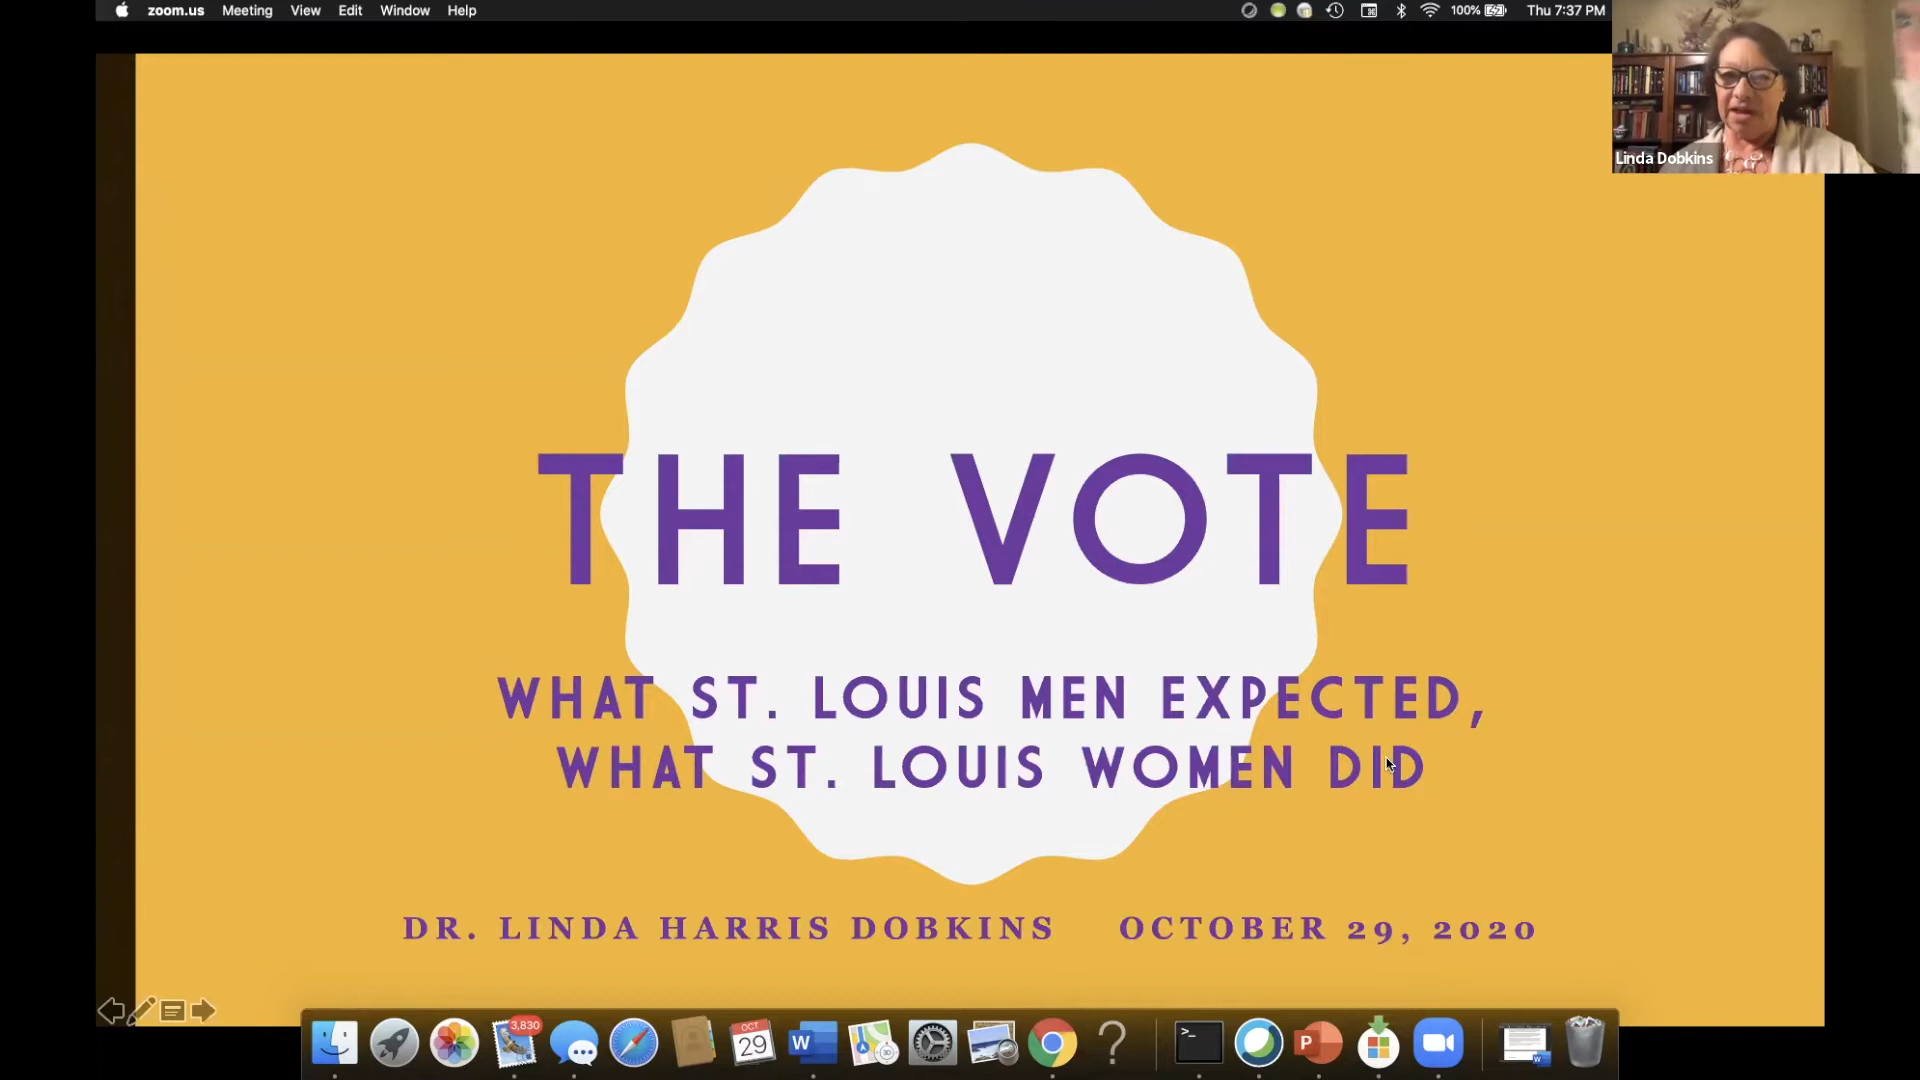 zoom.us Meeting View Edit Window Help 100% Thu 7:37 PM
Linda Dobkins
THE VOTE
WHAT ST. LOUIS MEN EXPECTED,
WHAT ST. LOUIS WOMEN DID
DR. LINDA HARRIS DOBKINS OCTOBER 29, 2020
3,830
OCT
29
W
P